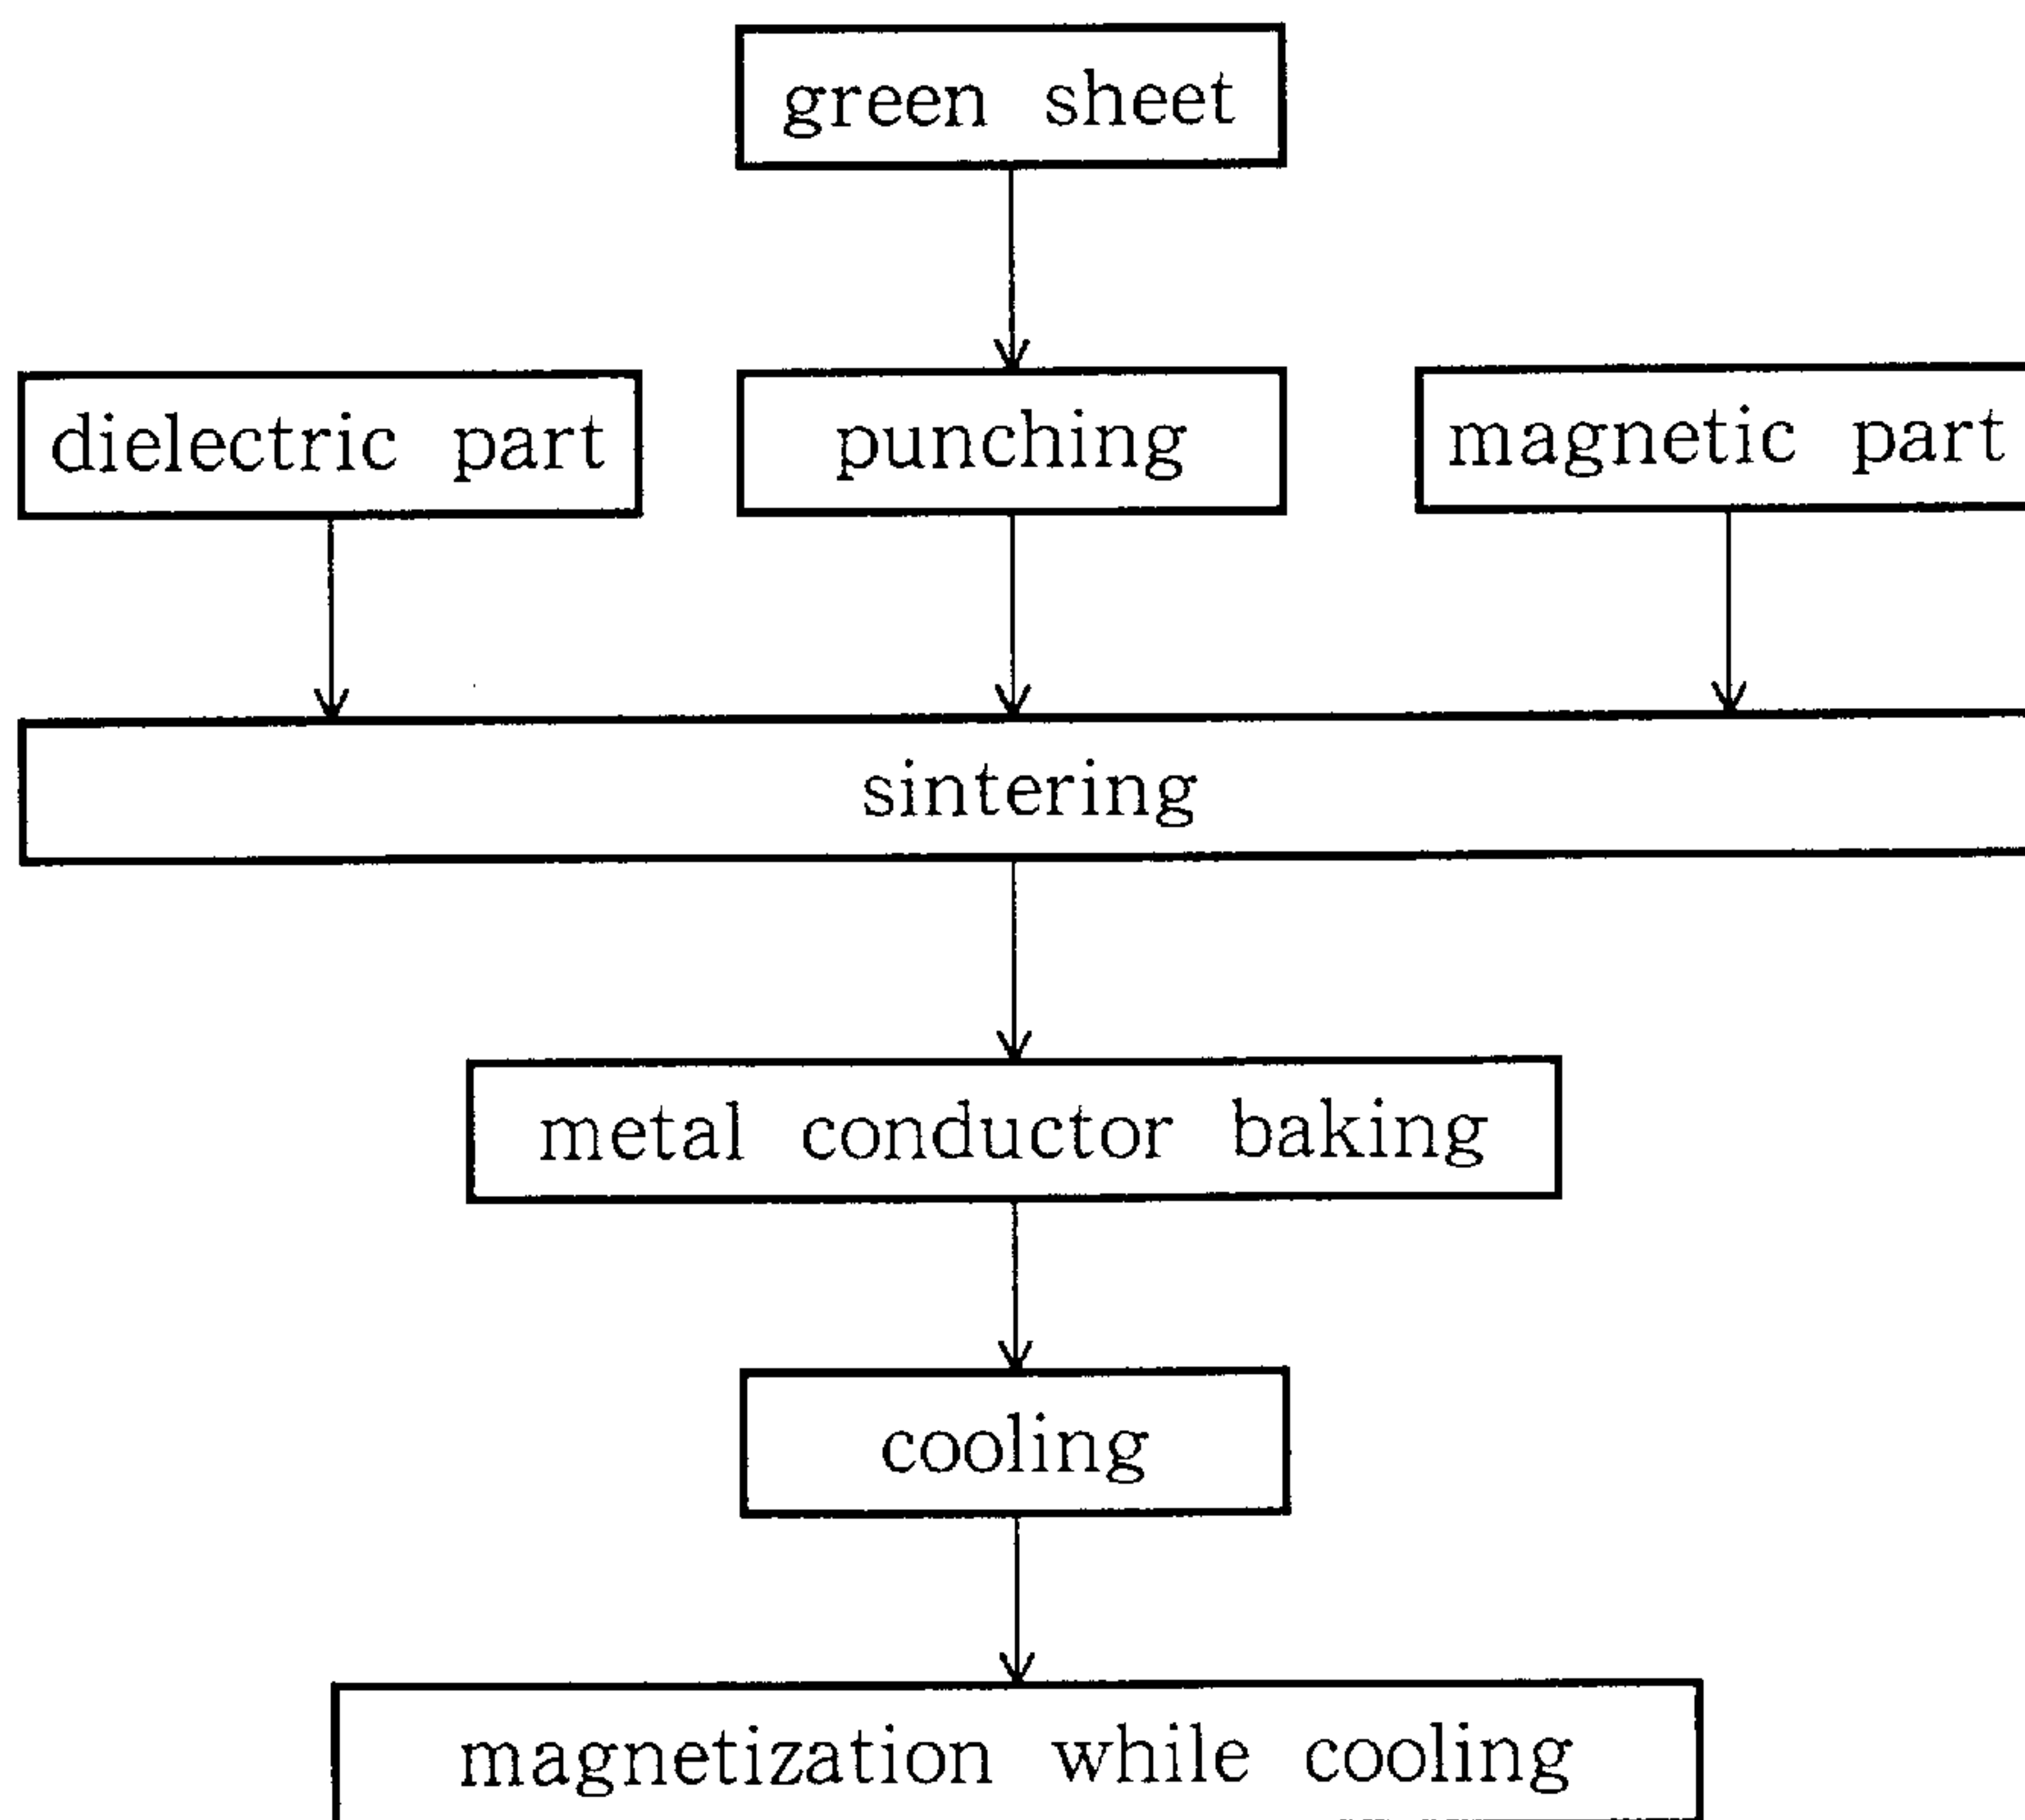 green sheet
dielectric part
punching
magnetic part
sintering
metal conductor baking
cooling
magnetization while cooling